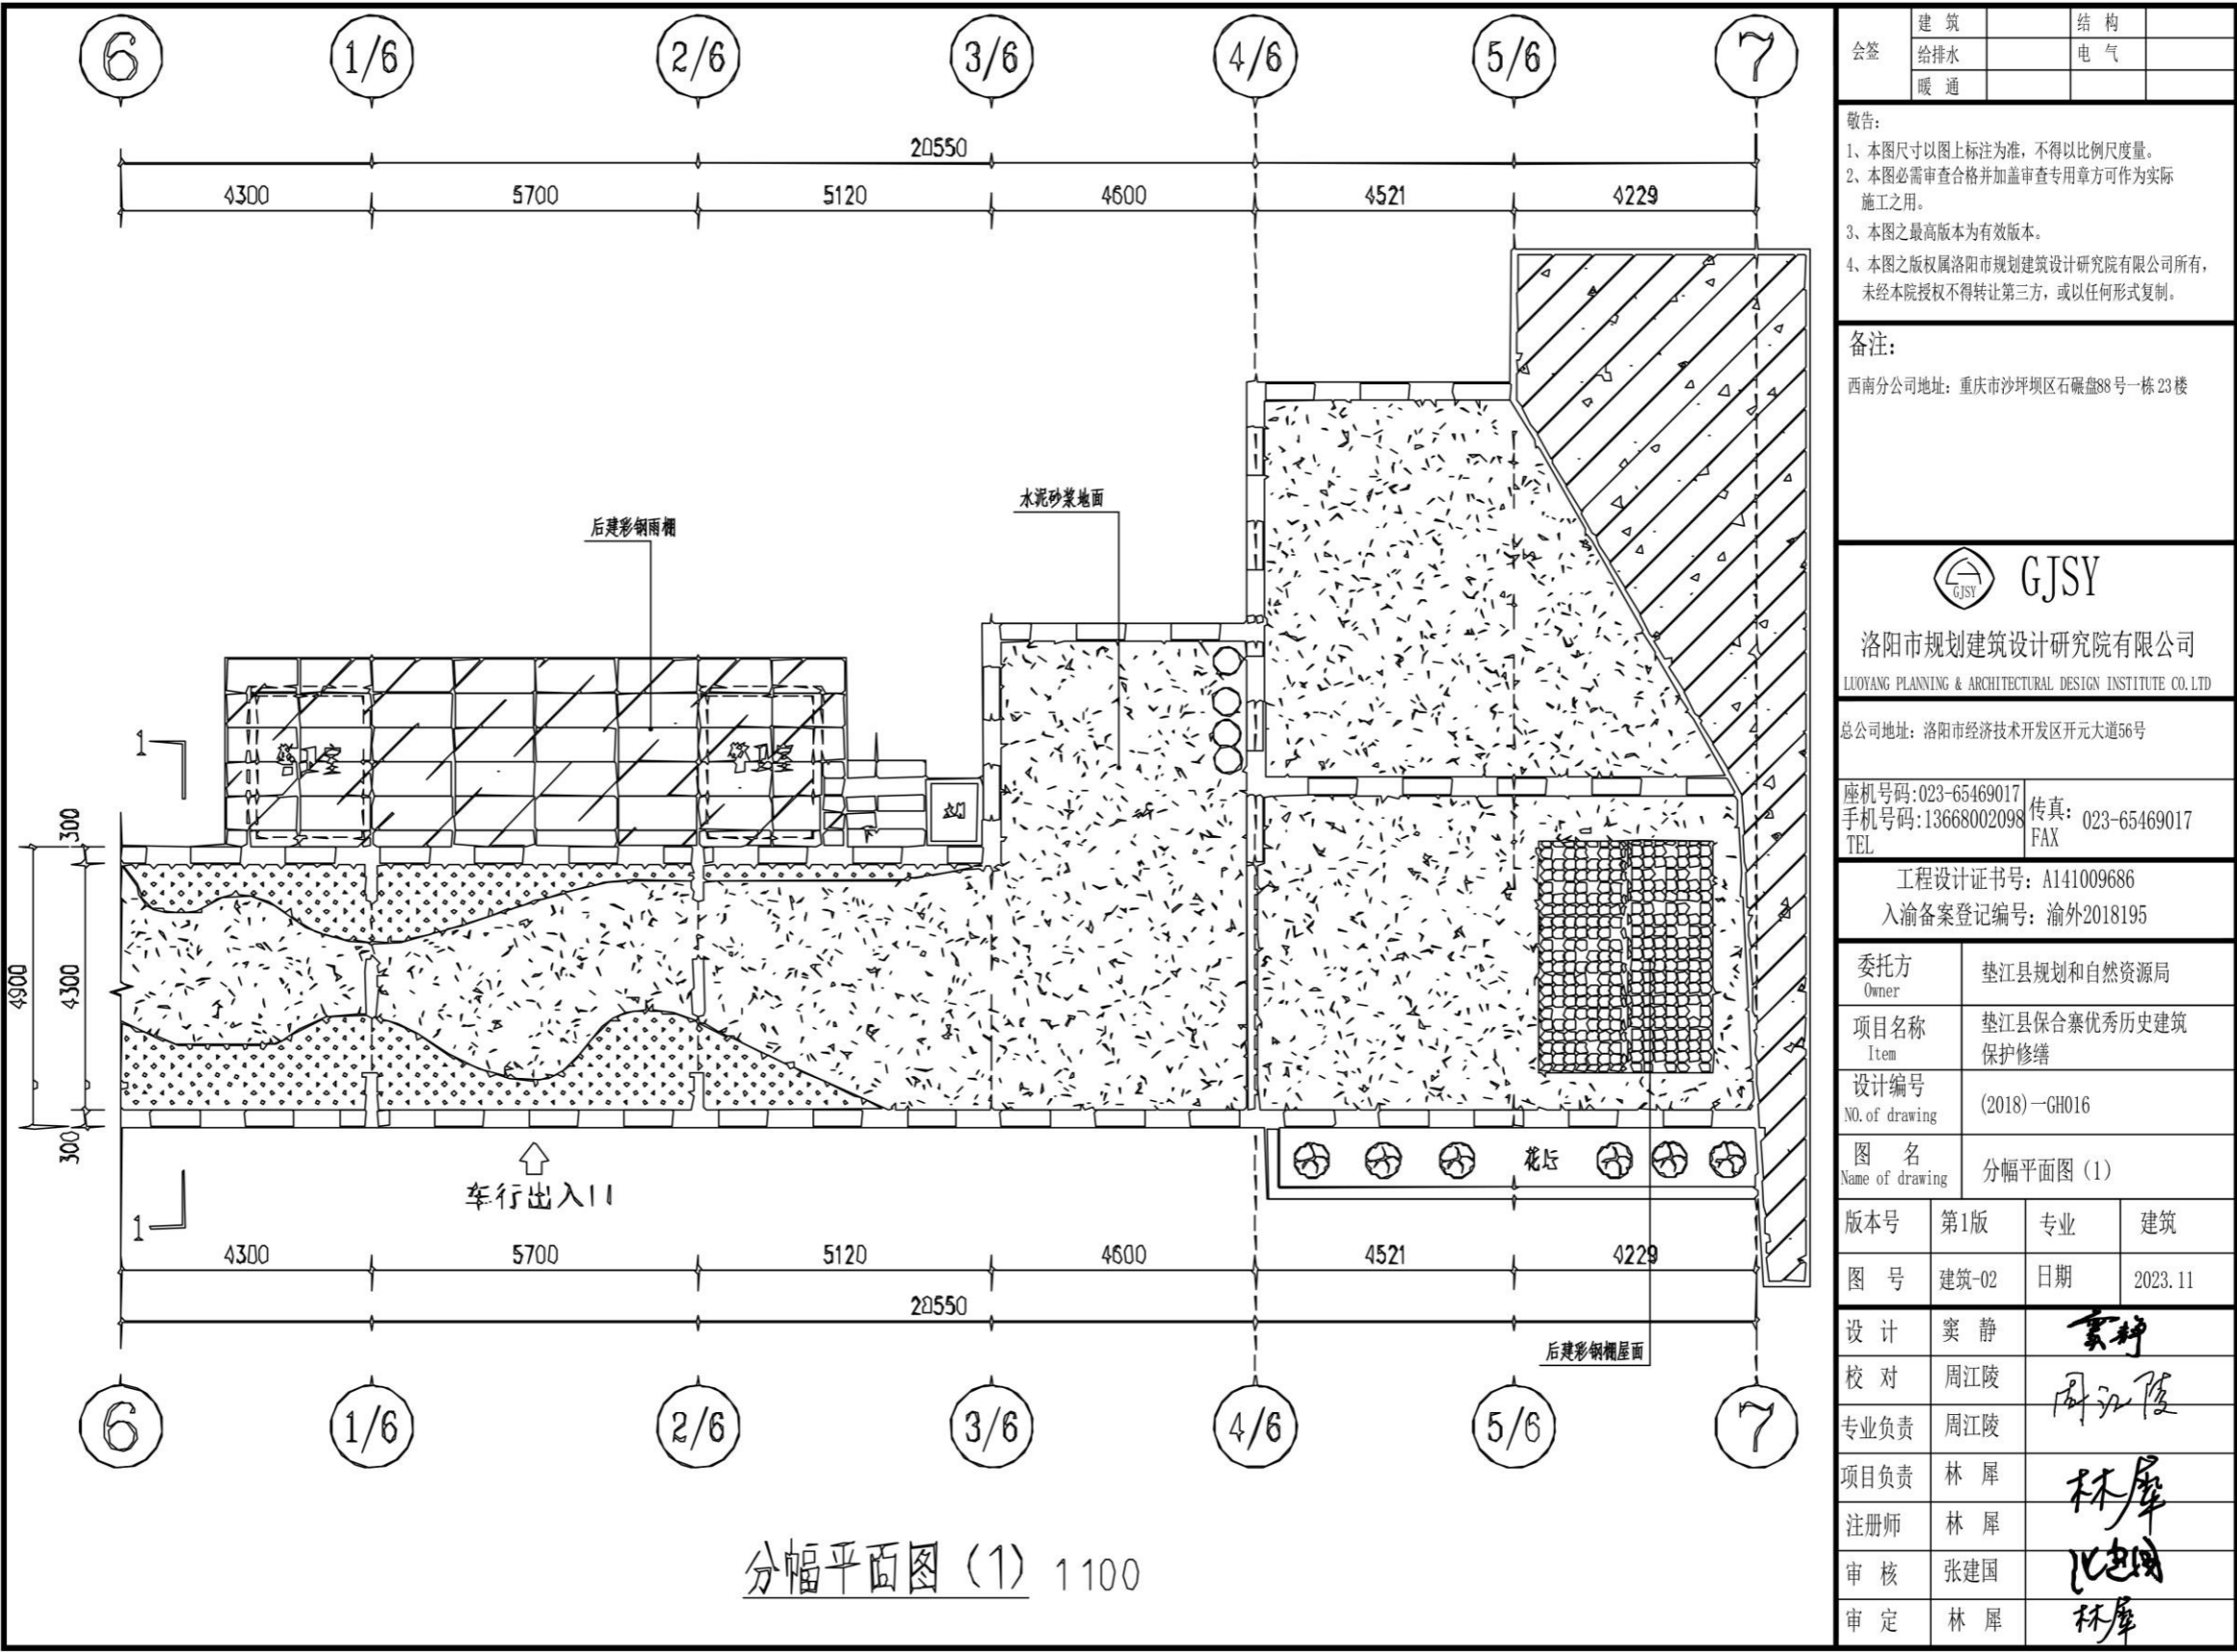 6 1/6 2/6 3/6 4/6 5/6 7
20550
4300 5700 5120 4600 4521 4229
水泥砂浆地面
后建彩钢雨棚
1
300
4900
4300
300
花坛
车行出入口
1
4300 5700 5120 4600 4521 4229
20550
后建彩钢棚屋面
6 1/6 2/6 3/6 4/6 5/6 7
分幅平面图（1） 1 100
会签
建 筑 结 构
给排水 电 气
暖 通
敬告:
1、本图尺寸以图上标注为准，不得以比例尺度量。
2、本图必需审查合格并加盖审查专用章方可作为实际
施工之用。
3、本图之最高版本为有效版本。
4、本图之版权属洛阳市规划建筑设计研究院有限公司所有，
未经本院授权不得转让第三方，或以任何形式复制。
备注:
西南分公司地址：重庆市沙坪坝区石碾盘88号一栋23楼
GJSY GJSY
洛阳市规划建筑设计研究院有限公司
LUOYANG PLANNING & ARCHITECTURAL DESIGN INSTITUTE CO.LTD
总公司地址：洛阳市经济技术开发区开元大道56号
座机号码:023-65469017
手机号码:13668002098
TEL
传真: 023-65469017
FAX
工程设计证书号：A141009686
入渝备案登记编号：渝外2018195
委托方 垫江县规划和自然资源局
Owner
项目名称 垫江县保合寨优秀历史建筑
Item 保护修缮
设计编号 (2018)一GH016
NO.of drawing
图 名 分幅平面图（1）
Name of drawing
版本号 第1版 专业 建筑
图 号 建筑-02 日期 2023.11
设 计 窦 静 窦静
校 对 周江陵 周江陵
专业负责 周江陵
项目负责 林 犀 林犀
注册师 林 犀
审 核 张建国
审 定 林 犀 林犀